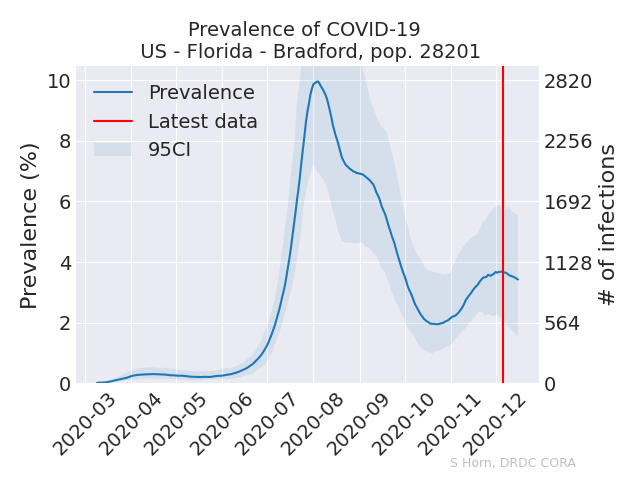 Prevalence of COVID-19
US - Florida - Bradford, pop. 28201
Prevalence (%)
10
8
6
4
2
0
Prevalence
Latest data
95CI
2820
2256
1692
1128
564
0
# of infections
2020-03
2020-04
2020-05
2020-06
2020-07
2020-08
2020-09
2020-10
2020-11
2020-12
S Horn, DRDC CORA